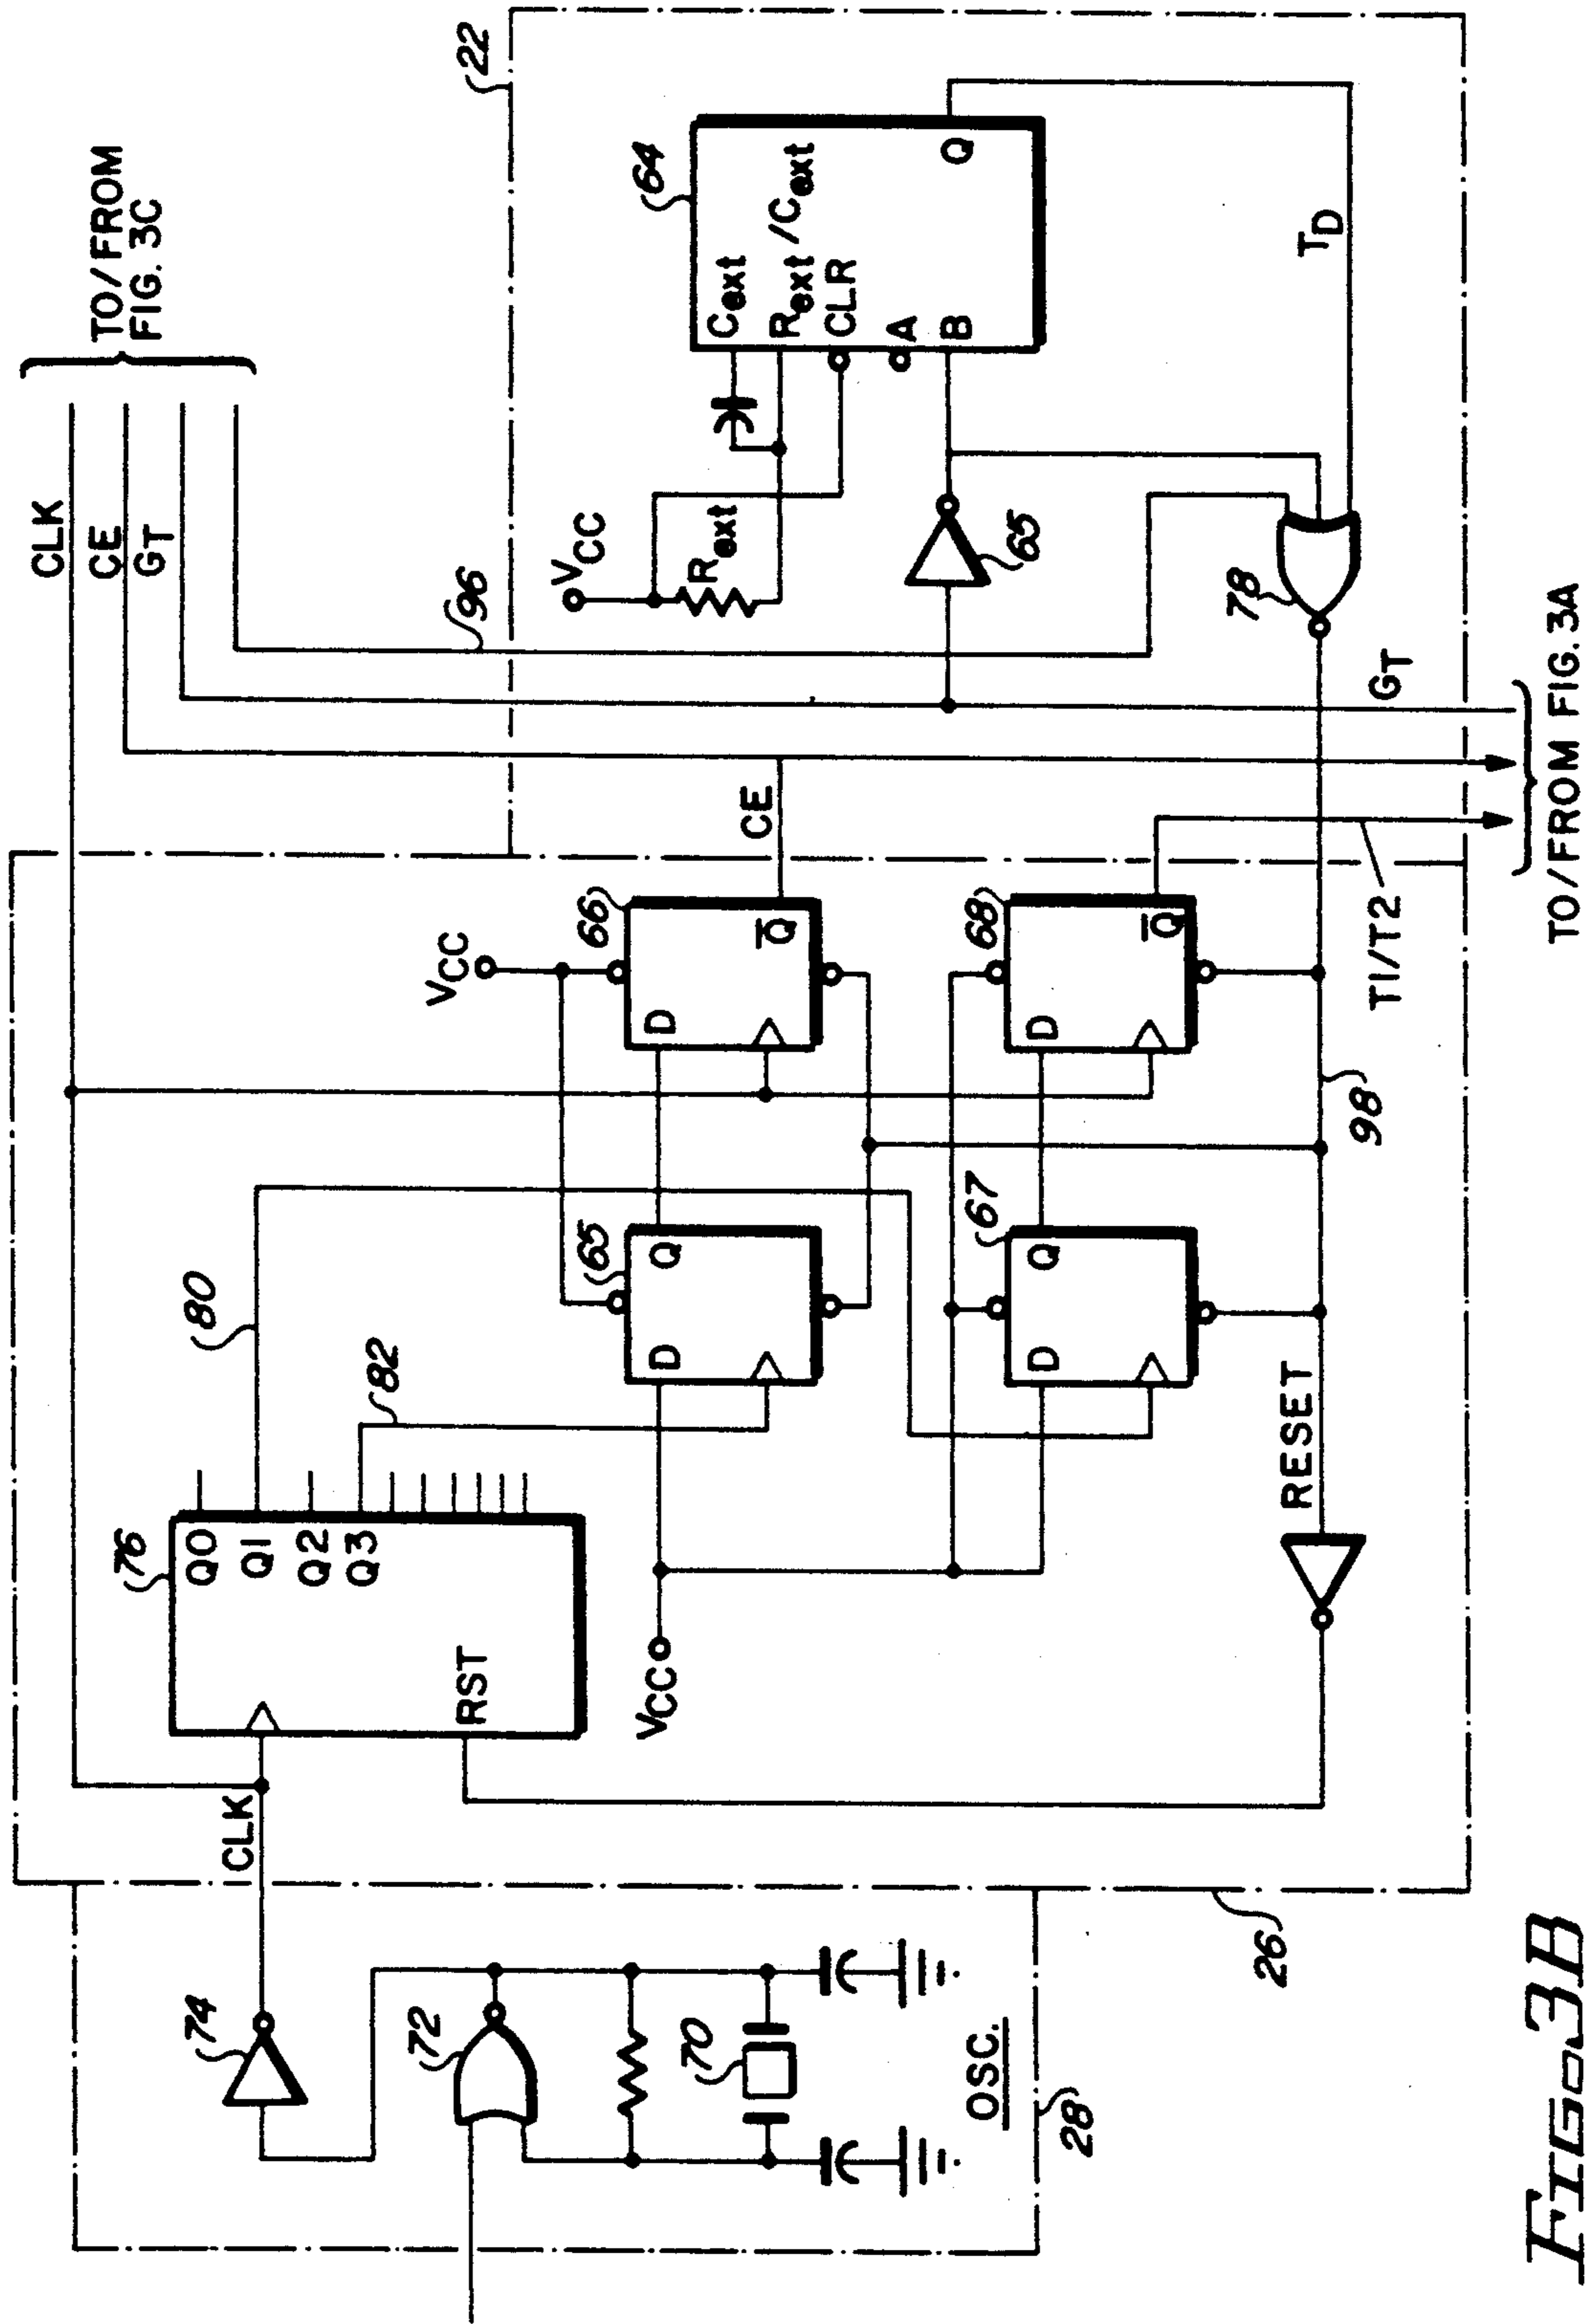 TO/FROM
FIG. 3C
CLK
CE
GT
96
22
VCC
Rext
64
Cext
Rext/Cext
CLR
A
B
Q
65
TD
78
GT
TO/FROM FIG. 3A
CE
T1/T2
98
VCC
66
D
Q
68
D
Q
80
82
65
D
Q
67
D
Q
RESET
76
Q0
Q1
Q2
Q3
RST
VCC
CLK
74
72
70
OSC.
28
26
FIG. 3B